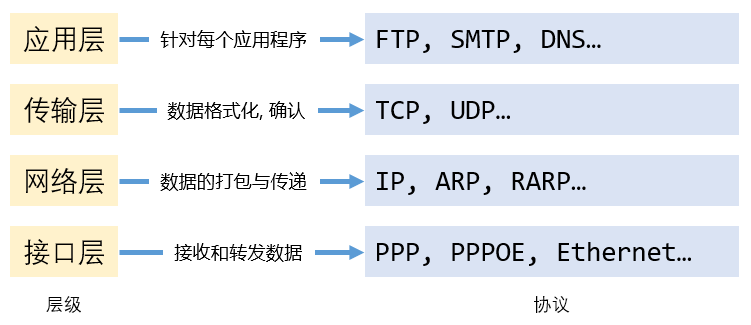 应用层 针对每个应用程序 FTP, SMTP, DNS…
传输层 数据格式化, 确认 TCP, UDP…
网络层 数据的打包与传递 IP, ARP, RARP…
接口层 接收和转发数据 PPP, PPPOE, Ethernet…
层级 协议